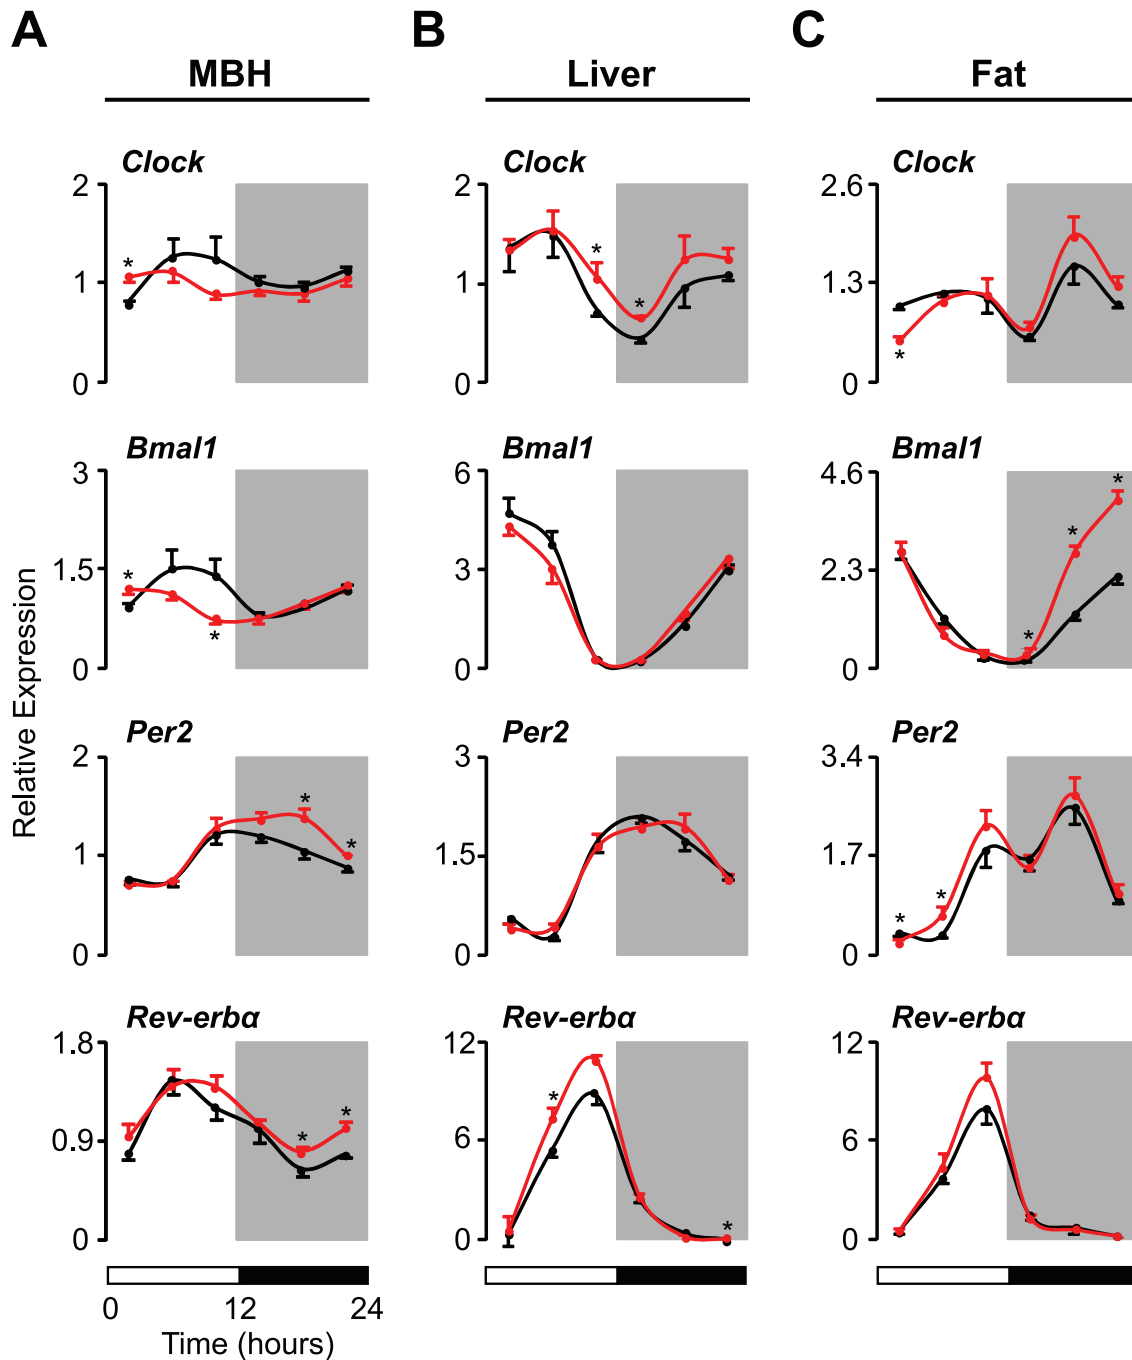 A B C
MBH Liver Fat
Clock Clock Clock
2 2 2.6
* * * *
1 1 1.3
0 0 0
Bmal1 Bmal1 Bmal1
3 6 4.6
* * * * *
1.5 3 2.3
0 0 0
Relative Expression
Per2 Per2 Per2
2 3 3.4
* * * *
1 1.5 1.7
0 0 0
Rev-erbα Rev-erbα Rev-erbα
1.8 12 12
* * * *
0.9 6 6
0 0 0
0 12 24
Time (hours)